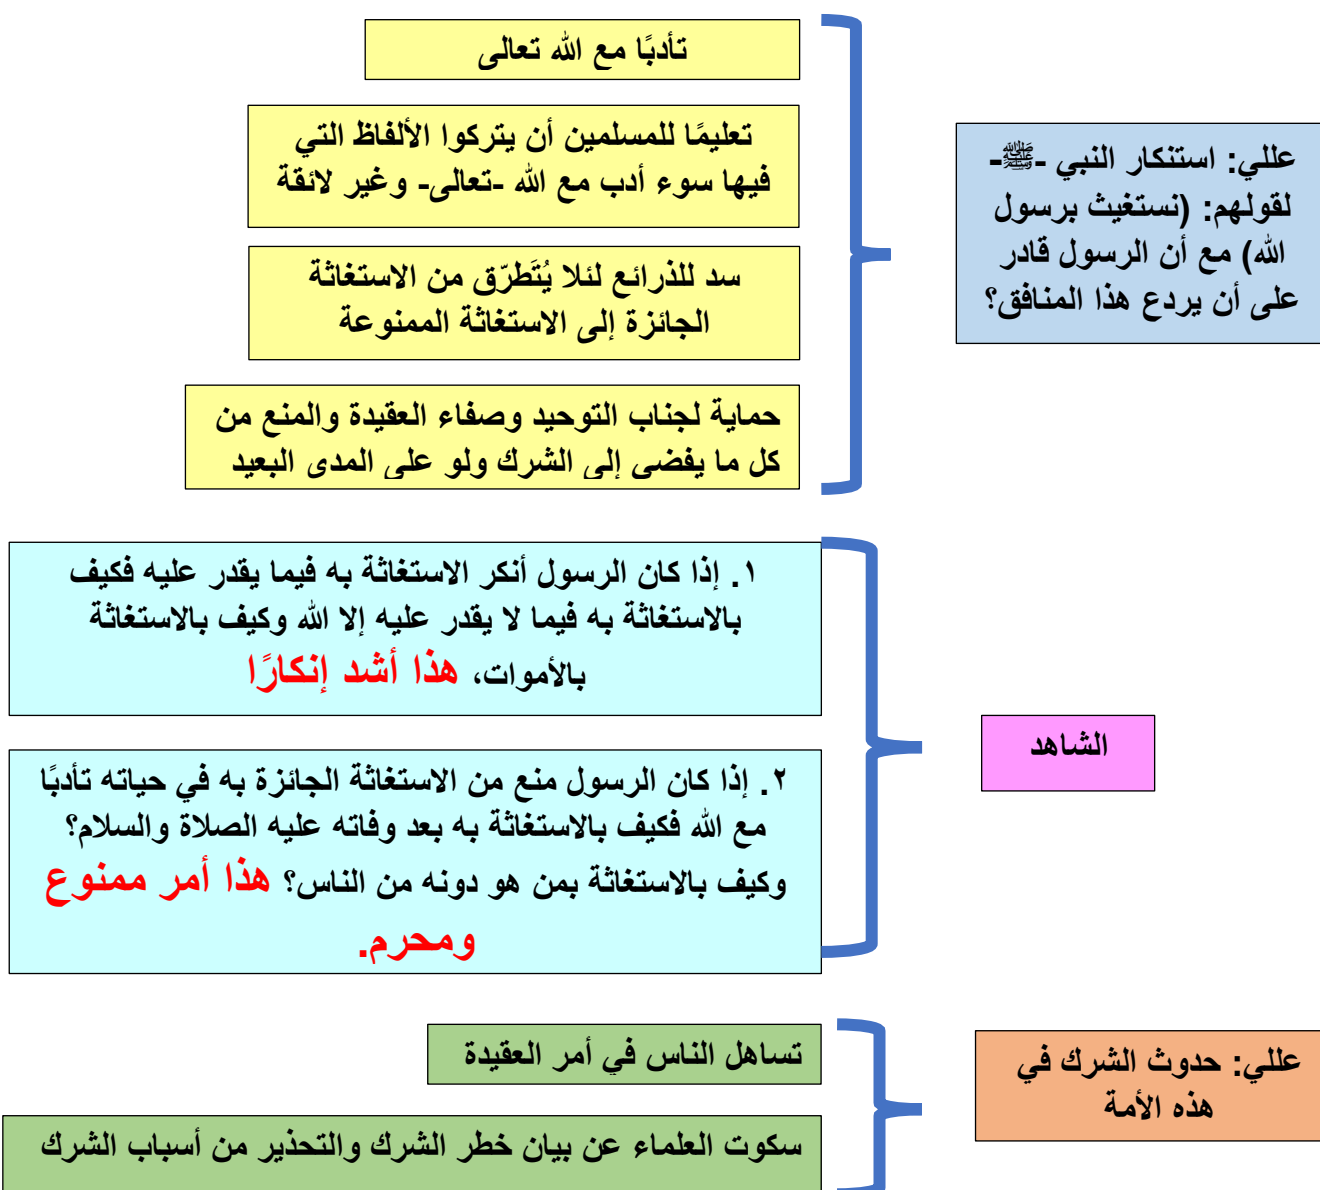 عللي: استنكار النبي -ﷺ-
لقولهم: (نستغيث برسول
الله) مع أن الرسول قادر
على أن يردع هذا المنافق؟
تأدبًا مع الله تعالى
تعليمًا للمسلمين أن يتركوا الألفاظ التي
فيها سوء أدب مع الله -تعالى- وغير لائقة
سد للذرائع لئلا يُتَطرّق من الاستغاثة
الجائزة إلى الاستغاثة الممنوعة
حماية لجناب التوحيد وصفاء العقيدة والمنع من
كل ما يفضي إلى الشرك ولو على المدى البعيد
الشاهد
١. إذا كان الرسول أنكر الاستغاثة به فيما يقدر عليه فكيف
بالاستغاثة به فيما لا يقدر عليه إلا الله وكيف بالاستغاثة
بالأموات، هذا أشد إنكارًا
٢. إذا كان الرسول منع من الاستغاثة الجائزة به في حياته تأدبًا
مع الله فكيف بالاستغاثة به بعد وفاته عليه الصلاة والسلام؟
وكيف بالاستغاثة بمن هو دونه من الناس؟ هذا أمر ممنوع
ومحرم.
عللي: حدوث الشرك في
هذه الأمة
تساهل الناس في أمر العقيدة
سكوت العلماء عن بيان خطر الشرك والتحذير من أسباب الشرك